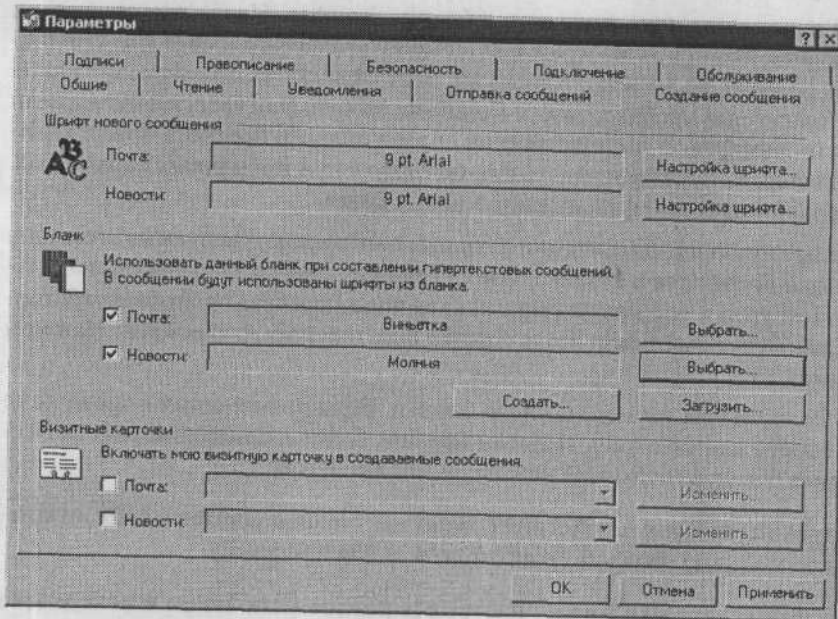 Параметры
Подписи Правописание Безопасность Подключение Обслуживание
Общие Чтение Уведомления Отправка сообщений Создание сообщения
Шрифт нового сообщения
Почта: 9 pt. Arial Настройка шрифта...
Новости: 9 pt. Arial Настройка шрифта...
Бланк
Использовать данный бланк при составлении гипертекстовых сообщений.
В сообщении будут использованы шрифты из бланка.
Почта: Виньетка Выбрать...
Новости: Молния Выбрать...
Создать... Загрузить...
Визитные карточки
Включать мою визитную карточку в создаваемые сообщения.
Почта: Изменить...
Новости: Изменить...
OK Отмена Применить